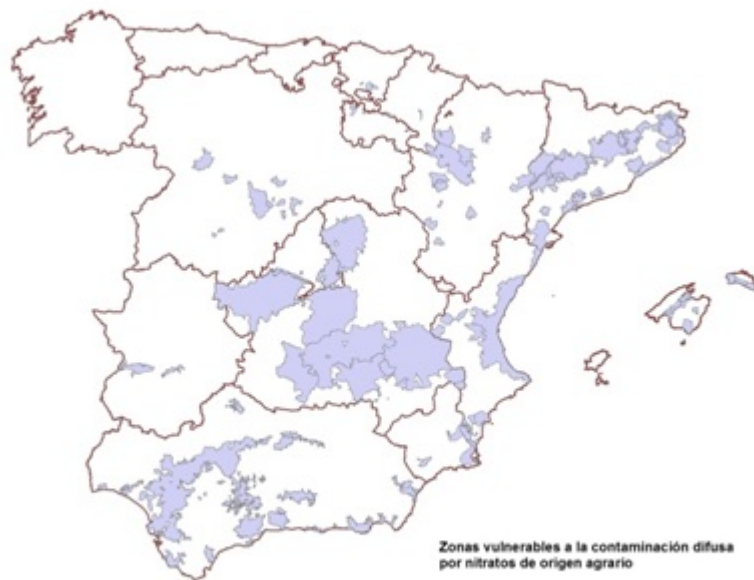 Zonas vulnerables a la contaminación difusa
por nitratos de origen agrario